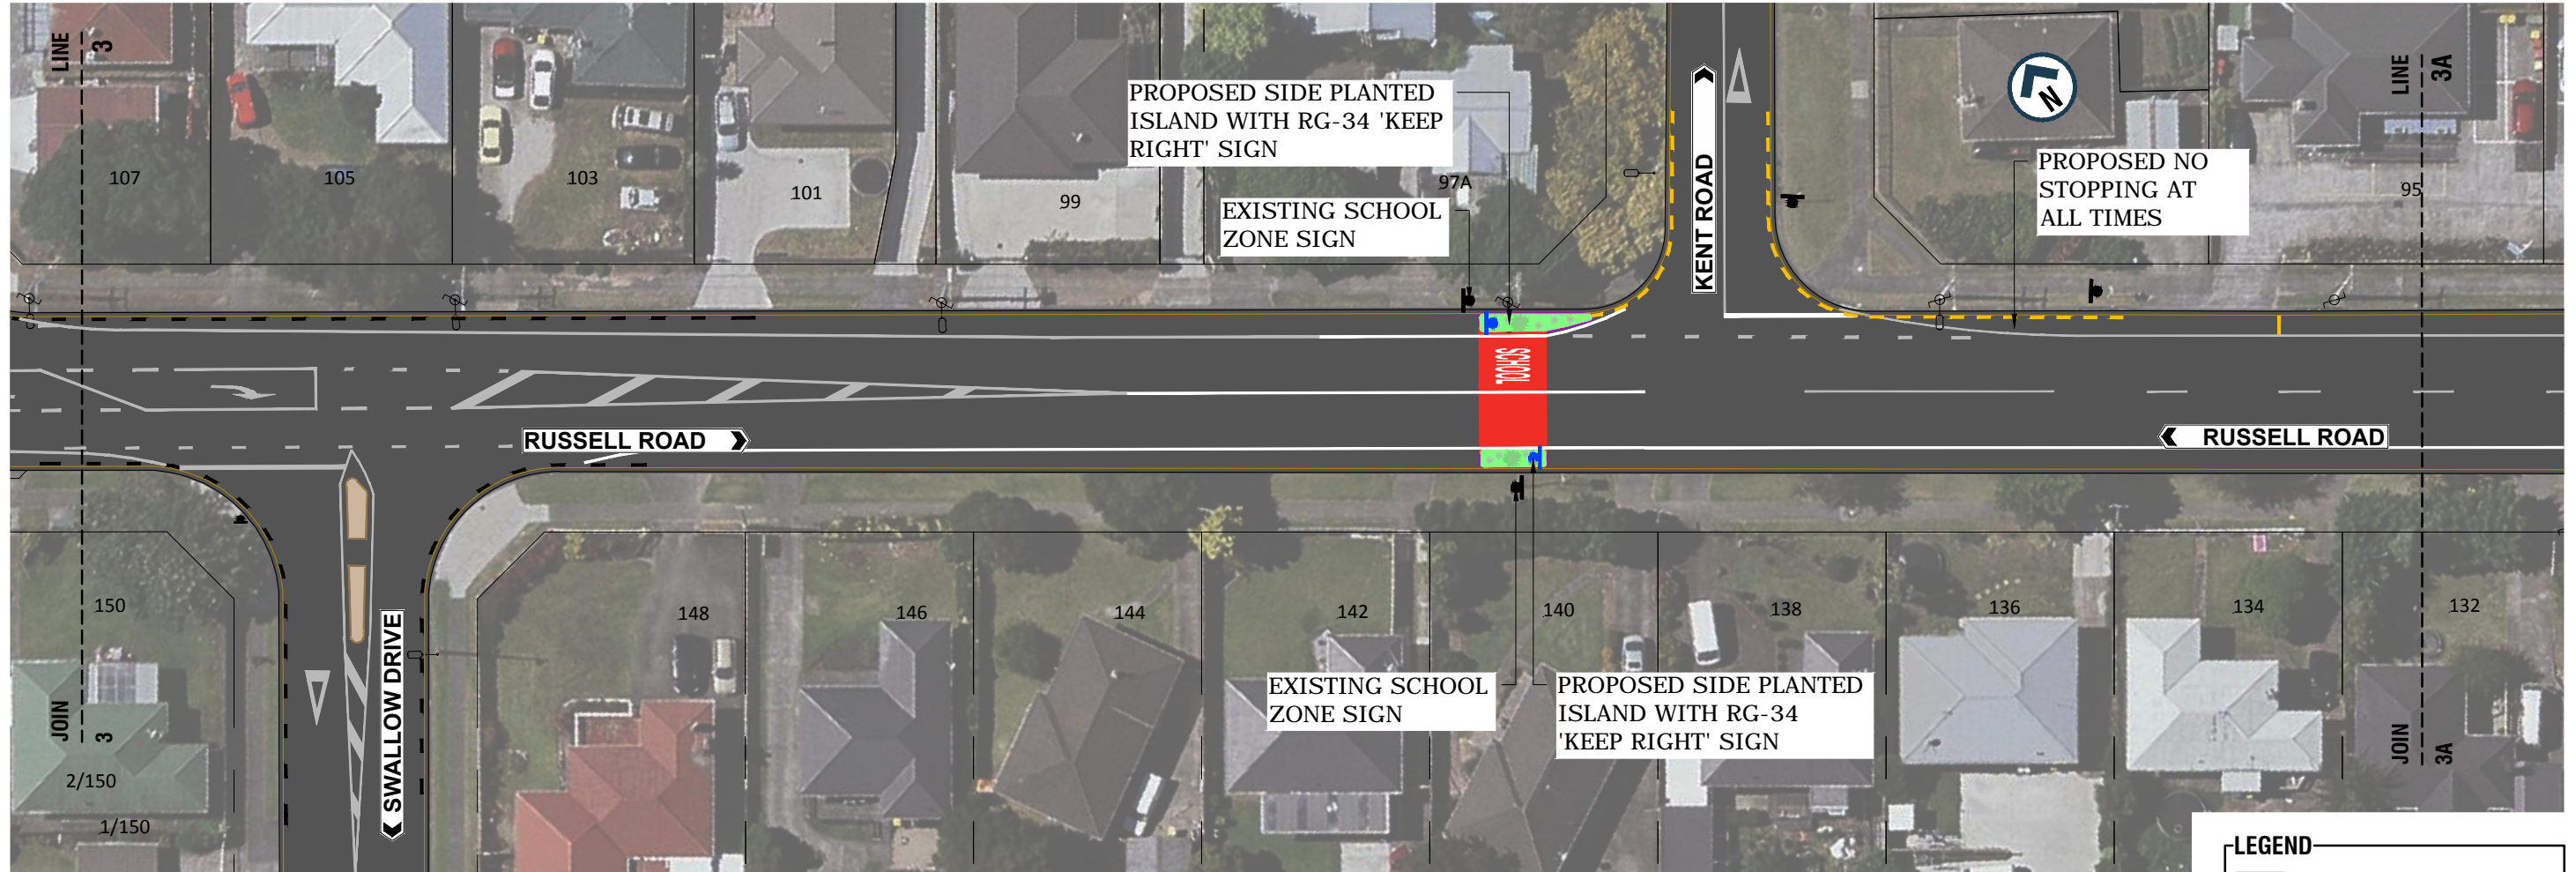 LINE
3
LINE
3A
N
PROPOSED SIDE PLANTED
ISLAND WITH RG-34 'KEEP
RIGHT' SIGN
KENT ROAD
PROPOSED NO
STOPPING AT
ALL TIMES
107
105
103
101
99
97A
95
EXISTING SCHOOL
ZONE SIGN
SCHOOL
RUSSELL ROAD
RUSSELL ROAD
150
148
146
144
142
140
138
136
134
132
SWALLOW DRIVE
EXISTING SCHOOL
ZONE SIGN
PROPOSED SIDE PLANTED
ISLAND WITH RG-34
'KEEP RIGHT' SIGN
JOIN
3
JOIN
3A
2/150
1/150
LEGEND